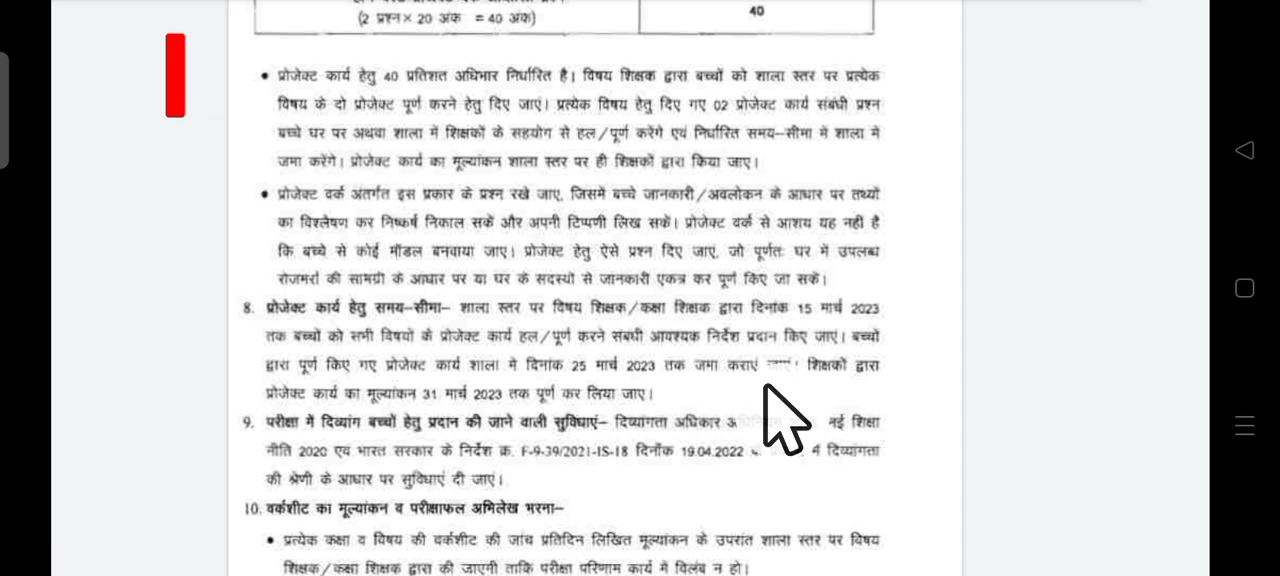 (2 प्रश्न× 20 अंक = 40 अंक)
40
• प्रोजेक्ट कार्य हेतु 40 प्रतिशत अधिभार निर्धारित है। विषय शिक्षक द्वारा बच्चों को शाला स्तर पर प्रत्येक
विषय के दो प्रोजेक्ट पूर्ण करने हेतु दिए जाएं। प्रत्येक विषय हेतु दिए गए 02 प्रोजेक्ट कार्य संबंधी प्रश्न
बच्चे घर पर अथवा शाला में शिक्षकों के सहयोग से हल/पूर्ण करेंगे एवं निर्धारित समय–सीमा में शाला में
जमा करेंगे। प्रोजेक्ट कार्य का मूल्यांकन शाला स्तर पर ही शिक्षकों द्वारा किया जाए।
• प्रोजेक्ट वर्क अंतर्गत इस प्रकार के प्रश्न रखे जाए, जिसमें बच्चे जानकारी/अवलोकन के आधार पर तथ्यों
का विश्लेषण कर निष्कर्ष निकाल सकें और अपनी टिप्पणी लिख सकें। प्रोजेक्ट वर्क से आशय यह नहीं है
कि बच्चे से कोई मॉडल बनवाया जाए। प्रोजेक्ट हेतु ऐसे प्रश्न दिए जाएं, जो पूर्णतः घर में उपलब्ध
रोजमर्रा की सामग्री के आधार पर या घर के सदस्यों से जानकारी एकत्र कर पूर्ण किए जा सकें।
8. प्रोजेक्ट कार्य हेतु समय–सीमा– शाला स्तर पर विषय शिक्षक/कक्षा शिक्षक द्वारा दिनांक 15 मार्च 2023
तक बच्चों को सभी विषयों के प्रोजेक्ट कार्य हल/पूर्ण करने संबंधी आवश्यक निर्देश प्रदान किए जाएं। बच्चों
द्वारा पूर्ण किए गए प्रोजेक्ट कार्य शाला में दिनांक 25 मार्च 2023 तक जमा कराएं शिक्षकों द्वारा
प्रोजेक्ट कार्य का मूल्यांकन 31 मार्च 2023 तक पूर्ण कर लिया जाए।
9. परीक्षा में दिव्यांग बच्चों हेतु प्रदान की जाने वाली सुविधाएं– दिव्यांगता अधिकार नई शिक्षा
नीति 2020 एवं भारत सरकार के निर्देश क्र. F-9-39/2021-IS-18 दिनाँक 19.04.2022 में दिव्यांगता
की श्रेणी के आधार पर सुविधाएं दी जाएं।
10. वर्कशीट का मूल्यांकन व परीक्षाफल अभिलेख भरना–
• प्रत्येक कक्षा व विषय की वर्कशीट की जांच प्रतिदिन लिखित मूल्यांकन के उपरांत शाला स्तर पर विषय
शिक्षक/कक्षा शिक्षक द्वारा की जाएगी ताकि परीक्षा परिणाम कार्य में विलंब न हो।